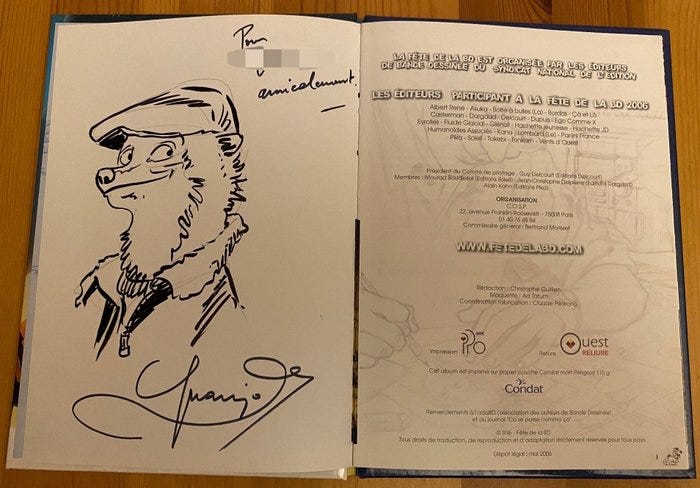 Pour
amicalement.
Guarnido
LA FÊTE DE LA BD EST ORGANISÉE PAR LES ÉDITEURS
DE BANDE DESSINÉE DU SYNDICAT NATIONAL DE L'ÉDITION
LES ÉDITEURS PARTICIPANT À LA FÊTE DE LA BD 2006
Albert René - Asuka - Boîte à bulles (La) - Bordas - Ça et Là
Casterman - Dargaud - Delcourt - Dupuis - Ego Comme X
Eyrolles - Fluide Glacial - Glénat - Hachette jeunesse - Hachette JD
Humanoïdes Associés - Kana - Lombard (Le) - Panini France
Pika - Soleil - Tokebi - Tonkam - Vents d'Ouest
Président du Comité de pilotage : Guy Delcourt (Éditions Delcourt)
Membres : Mourad Boudjellal (Éditions Soleil) - Jean-Christophe Delpierre (Éditions Dargaud)
Alain Kahn (Éditions Pika)
ORGANISATION
C.O.S.P.
22, avenue Franklin-Roosevelt - 75008 Paris
01 40 76 45 84
Commissaire général : Bertrand Morisset
WWW.FETEDELABD.COM
Rédaction : Christophe Quillien
Maquette : Ad Tatum
Coordination fabrication : Claude Pedrono
Impression PPO
Reliure Ouest
RELIURE
Cet album est imprimé sur papier couché Condat matt Périgord 115 g
Condat
Remerciements à l'adaBD (association des auteurs de Bande Dessinée)
et au journal "Ça se passe comme ça"
© SNE - Fête de la BD
Tous droits de traduction, de reproduction et d'adaptation strictement réservés pour tous pays.
Dépôt légal : mai 2006